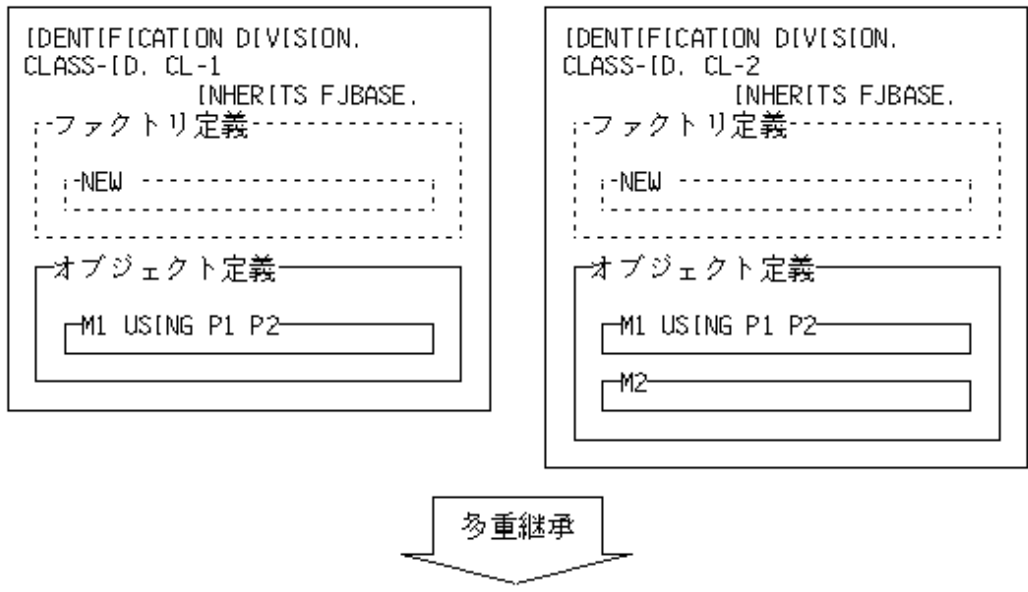 IDENTIFICATION DIVISION.
CLASS-ID. CL-1
INHERITS FJBASE.
ファクトリ定義
NEW
オブジェクト定義
M1 USING P1 P2
IDENTIFICATION DIVISION.
CLASS-ID. CL-2
INHERITS FJBASE.
ファクトリ定義
NEW
オブジェクト定義
M1 USING P1 P2
M2
多重継承